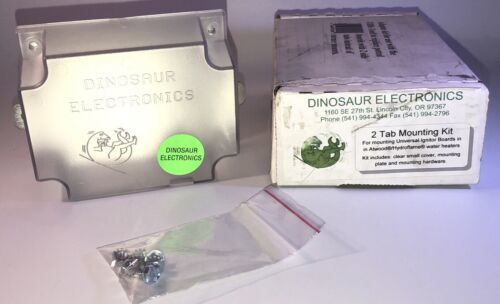 DINOSAUR
ELECTRONICS
DINOSAUR
ELECTRONICS
DINOSAUR ELECTRONICS
1160 SE 27th St. Lincoln City, OR 97367
Phone (541) 994-4344 Fax (541) 994-2796
2 Tab Mounting Kit
For mounting Universal Ignitor Boards in
in Atwood®/Hydroflame® water heaters
Kit includes: clear small cover, mounting
plate and mounting hardware.